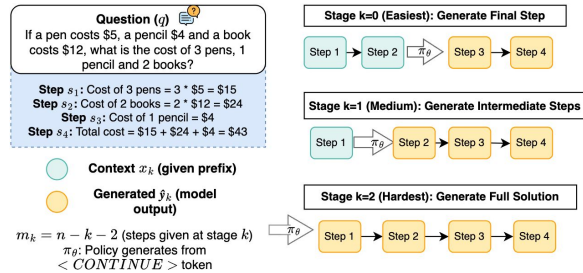 Question (q)
If a pen costs $5, a pencil $4 and a book
costs $12, what is the cost of 3 pens, 1
pencil and 2 books?
Step s₁: Cost of 3 pens = 3 * $5 = $15
Step s₂: Cost of 2 books = 2 * $12 = $24
Step s₃: Cost of 1 pencil = $4
Step s₄: Total cost = $15 + $24 + $4 = $43
Context xₖ (given prefix)
Generated ŷₖ (model
output)
mₖ = n − k − 2 (steps given at stage k)
π_θ: Policy generates from
< CONTINUE > token
Stage k=0 (Easiest): Generate Final Step
Step 1 Step 2 π_θ Step 3 Step 4
Stage k=1 (Medium): Generate Intermediate Steps
Step 1 π_θ Step 2 Step 3 Step 4
Stage k=2 (Hardest): Generate Full Solution
π_θ Step 1 Step 2 Step 3 Step 4